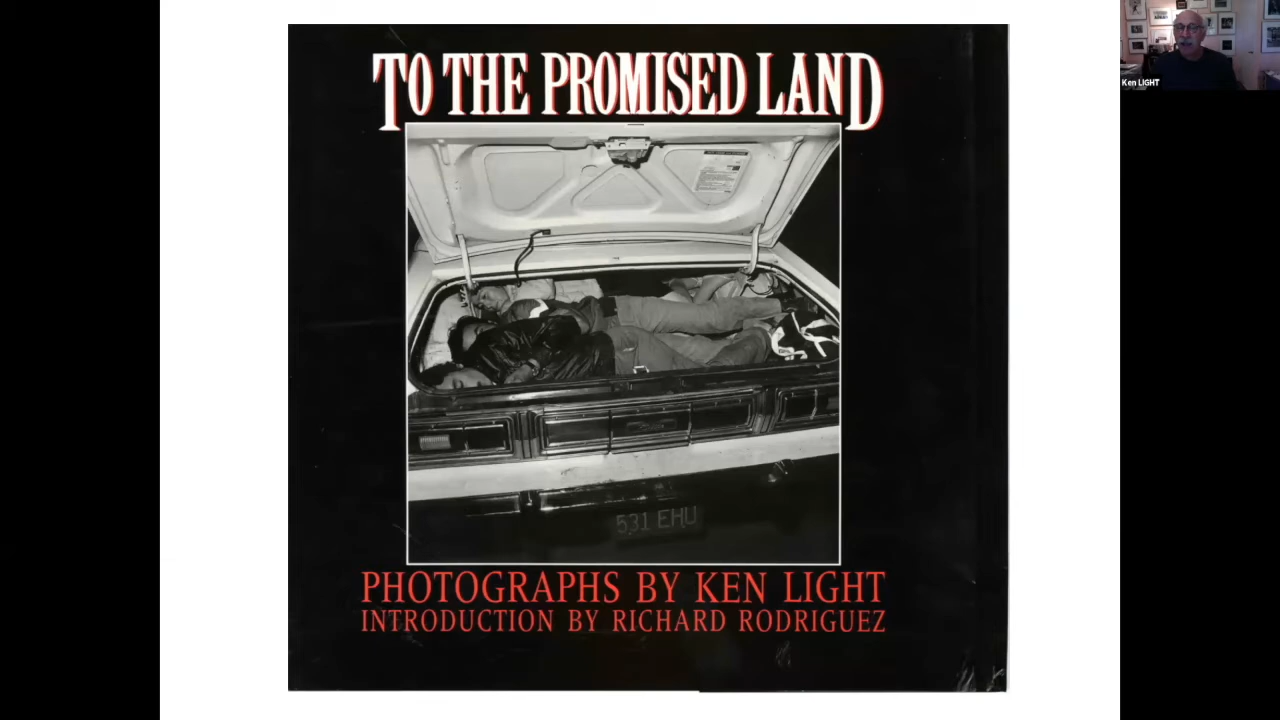 TO THE PROMISED LAND
531 EHU
PHOTOGRAPHS BY KEN LIGHT
INTRODUCTION BY RICHARD RODRIGUEZ
Ken LIGHT